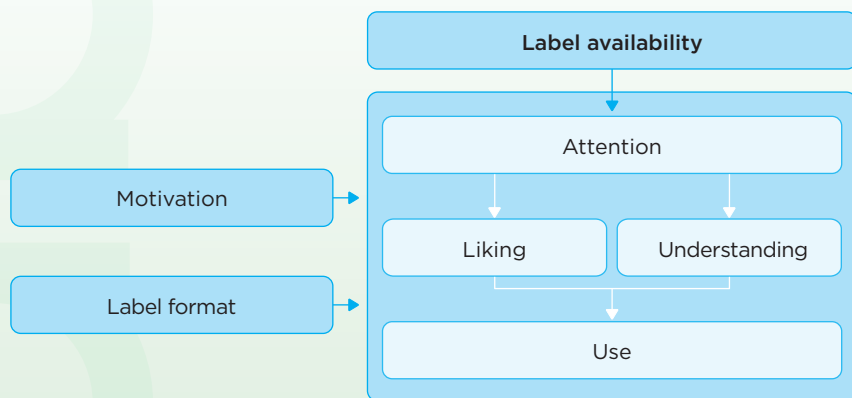 Label availability
Attention
Motivation
Liking
Understanding
Label format
Use